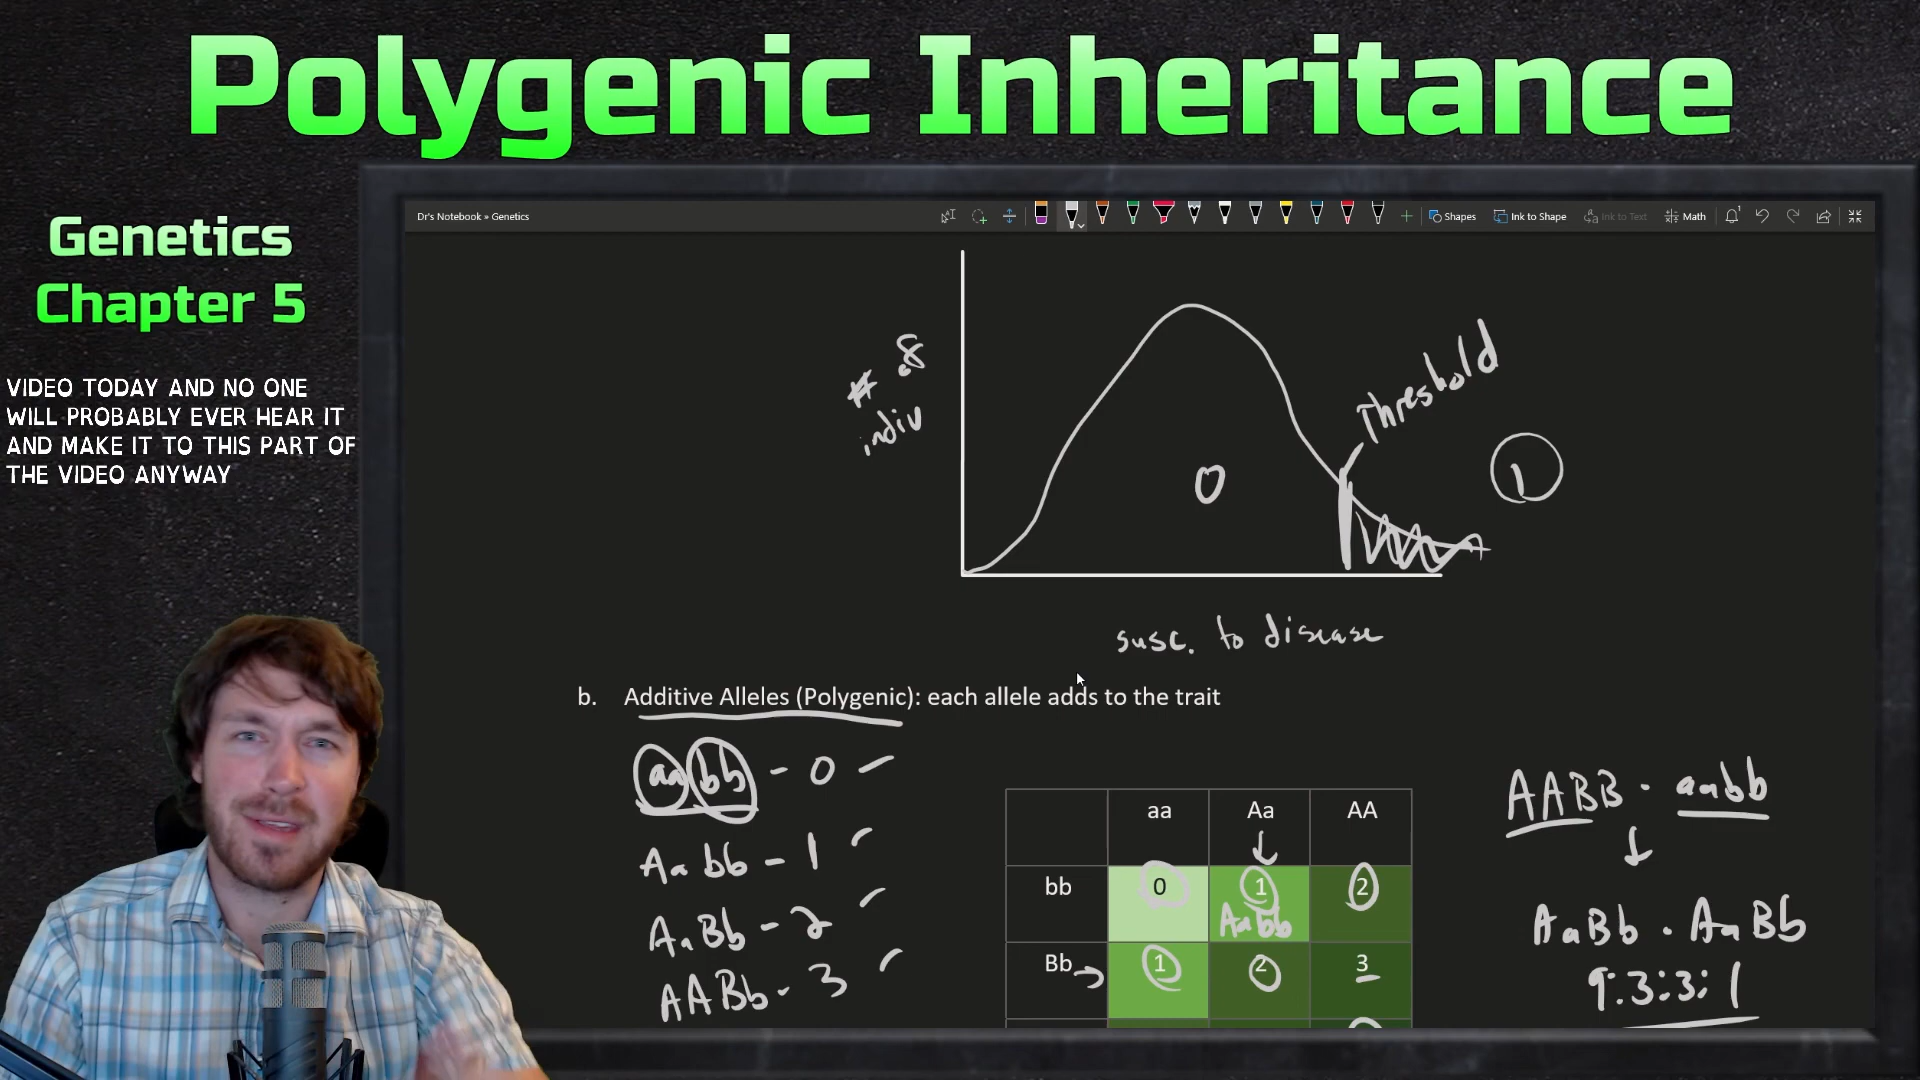 Polygenic Inheritance
Genetics
Chapter 5
VIDEO TODAY AND NO ONE
WILL PROBABLY EVER HEAR IT
AND MAKE IT TO THIS PART OF
THE VIDEO ANYWAY
Dr's Notebook » Genetics
Shapes
Ink to Shape
Ink to Text
Math
# of
indiv
Threshold
0
1
susc. to disease
b. Additive Alleles (Polygenic): each allele adds to the trait
aabb - 0
Aabb - 1
AaBb - 2
AABb - 3
aa Aa AA
bb 0 1 2
Aabb
Bb 1 2 3
AABB · aabb
AaBb · AaBb
9:3:3:1